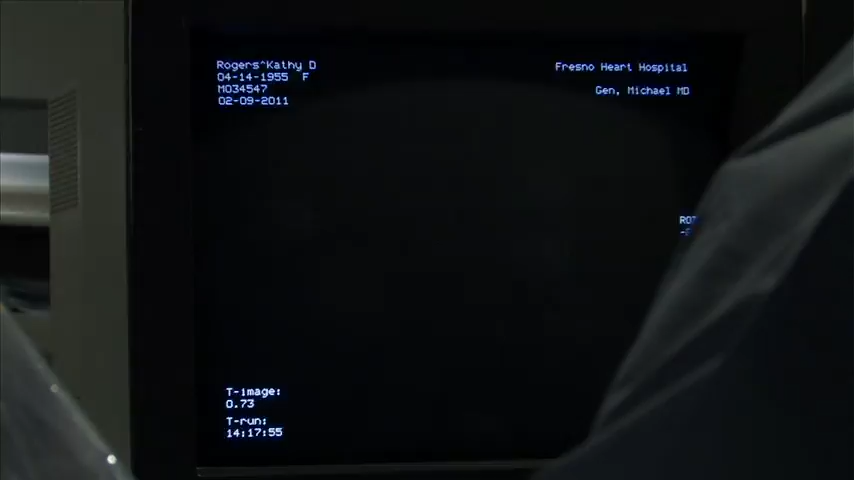 Rogers^Kathy D
04-14-1955 F
M034547
02-09-2011
Fresno Heart Hospital
Gen, Michael MD
T-image:
0.73
T-run:
14:17:55